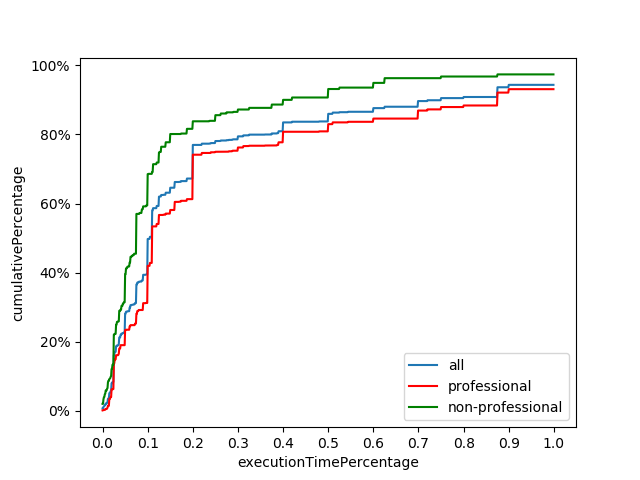 100%
80%
60%
40%
20%
0%
cumulativePercentage
all
professional
non-professional
0.0 0.1 0.2 0.3 0.4 0.5 0.6 0.7 0.8 0.9 1.0
executionTimePercentage